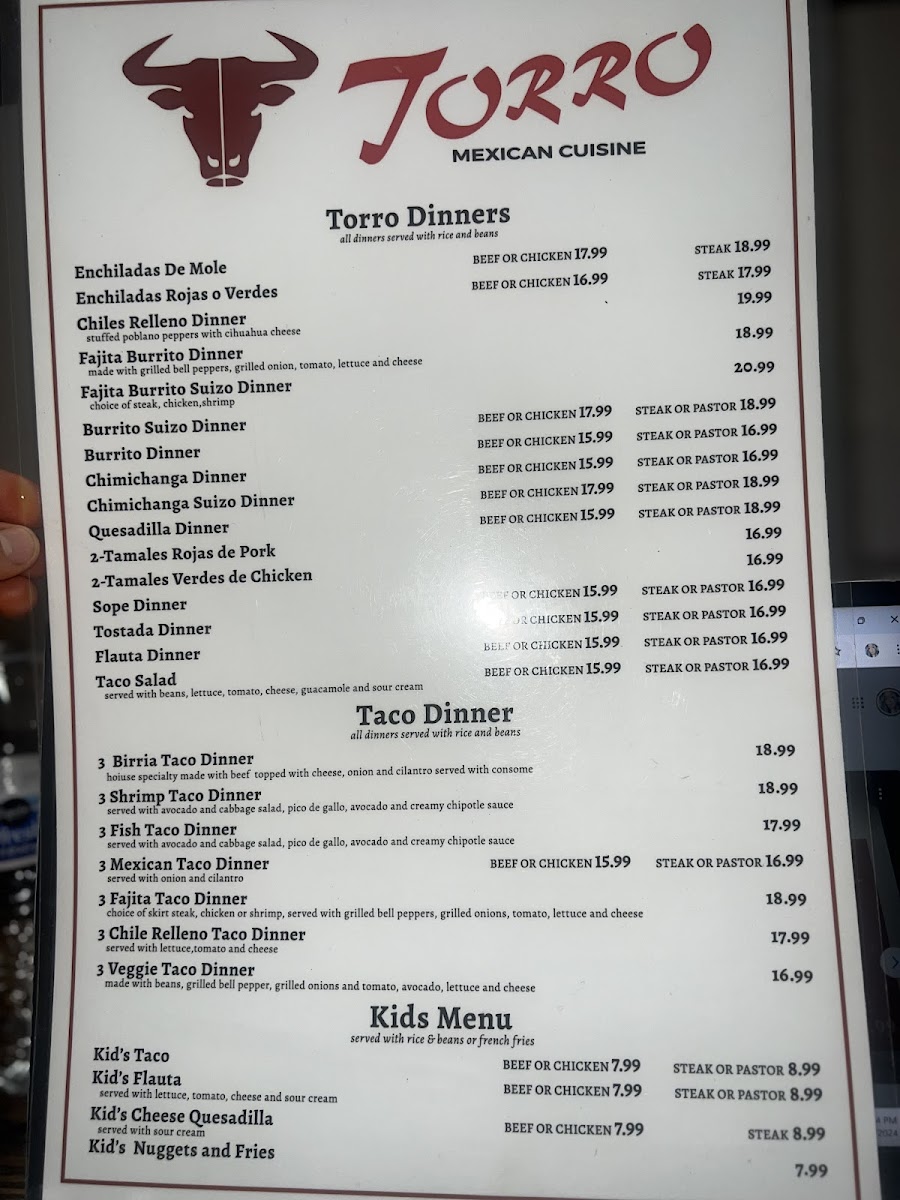 TORRO
MEXICAN CUISINE
Torro Dinners
all dinners served with rice and beans
Enchiladas De Mole BEEF OR CHICKEN 17.99 STEAK 18.99
Enchiladas Rojas o Verdes BEEF OR CHICKEN 16.99 STEAK 17.99
Chiles Relleno Dinner 19.99
stuffed poblano peppers with cihuahua cheese
Fajita Burrito Dinner 18.99
made with grilled bell peppers, grilled onion, tomato, lettuce and cheese
Fajita Burrito Suizo Dinner 20.99
choice of steak, chicken,shrimp
Burrito Suizo Dinner BEEF OR CHICKEN 17.99 STEAK OR PASTOR 18.99
Burrito Dinner BEEF OR CHICKEN 15.99 STEAK OR PASTOR 16.99
Chimichanga Dinner BEEF OR CHICKEN 15.99 STEAK OR PASTOR 16.99
Chimichanga Suizo Dinner BEEF OR CHICKEN 17.99 STEAK OR PASTOR 18.99
Quesadilla Dinner BEEF OR CHICKEN 15.99 STEAK OR PASTOR 18.99
2-Tamales Rojas de Pork 16.99
2-Tamales Verdes de Chicken 16.99
Sope Dinner BEEF OR CHICKEN 15.99 STEAK OR PASTOR 16.99
Tostada Dinner OR CHICKEN 15.99 STEAK OR PASTOR 16.99
Flauta Dinner BEEF OR CHICKEN 15.99 STEAK OR PASTOR 16.99
Taco Salad BEEF OR CHICKEN 15.99 STEAK OR PASTOR 16.99
served with beans, lettuce, tomato, cheese, guacamole and sour cream
Taco Dinner
all dinners served with rice and beans
3 Birria Taco Dinner 18.99
hoiuse specialty made with beef topped with cheese, onion and cilantro served with consome
3 Shrimp Taco Dinner 18.99
served with avocado and cabbage salad, pico de gallo, avocado and creamy chipotle sauce
3 Fish Taco Dinner 17.99
served with avocado and cabbage salad, pico de gallo, avocado and creamy chipotle sauce
3 Mexican Taco Dinner BEEF OR CHICKEN 15.99 STEAK OR PASTOR 16.99
served with onion and cilantro
3 Fajita Taco Dinner 18.99
choice of skirt steak, chicken or shrimp, served with grilled bell peppers, grilled onions, tomato, lettuce and cheese
3 Chile Relleno Taco Dinner 17.99
served with lettuce,tomato and cheese
3 Veggie Taco Dinner 16.99
made with beans, grilled bell pepper, grilled onions and tomato, avocado, lettuce and cheese
Kids Menu
served with rice & beans or french fries
Kid's Taco BEEF OR CHICKEN 7.99 STEAK OR PASTOR 8.99
Kid's Flauta BEEF OR CHICKEN 7.99 STEAK OR PASTOR 8.99
served with lettuce, tomato, cheese and sour cream
Kid's Cheese Quesadilla BEEF OR CHICKEN 7.99 STEAK 8.99
served with sour cream
Kid's Nuggets and Fries 7.99